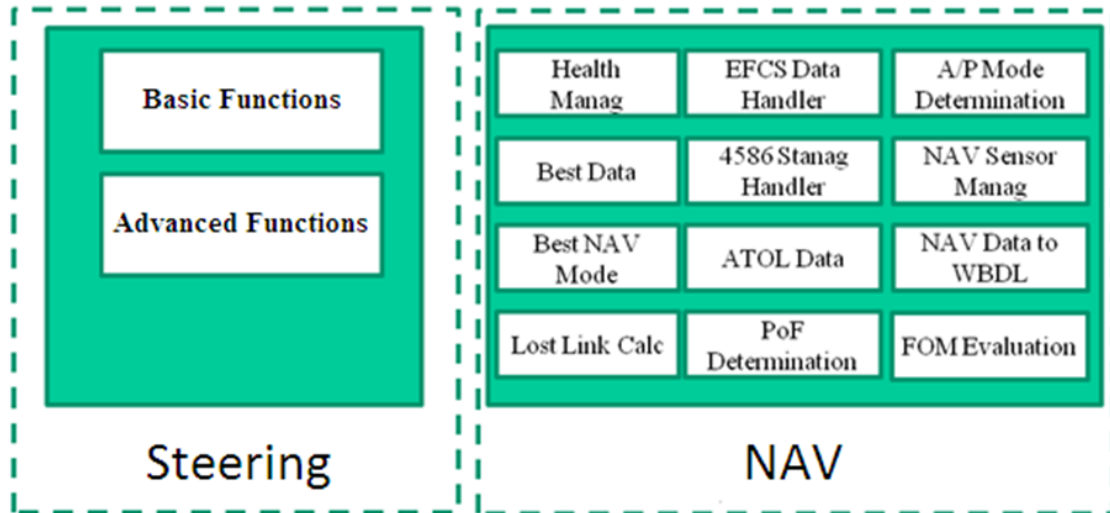 Basic Functions
Advanced Functions
Steering
Health
Manag
EFCS Data
Handler
A/P Mode
Determination
Best Data
4586 Stanag
Handler
NAV Sensor
Manag
Best NAV
Mode
ATOL Data
NAV Data to
WBDL
Lost Link Calc
PoF
Determination
FOM Evaluation
NAV